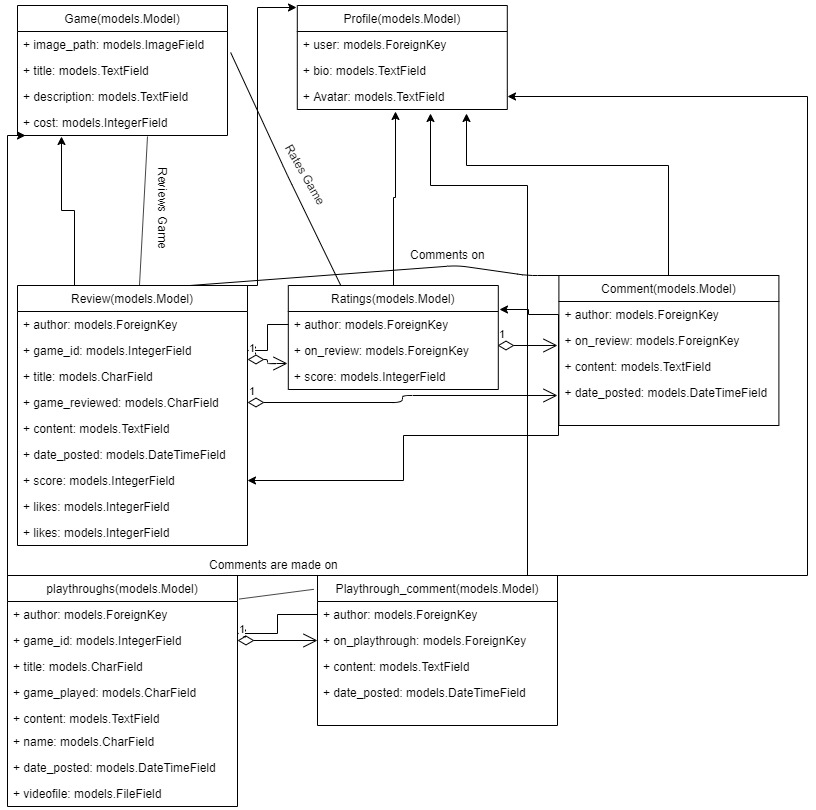 Game(models.Model)
+ image_path: models.ImageField
+ title: models.TextField
+ description: models.TextField
+ cost: models.IntegerField
Profile(models.Model)
+ user: models.ForeignKey
+ bio: models.TextField
+ Avatar: models.TextField
Rates Game
Reviews Game
Comments on
Review(models.Model)
+ author: models.ForeignKey
+ game_id: models.IntegerField
+ title: models.CharField
+ game_reviewed: models.CharField
+ content: models.TextField
+ date_posted: models.DateTimeField
+ score: models.IntegerField
+ likes: models.IntegerField
+ likes: models.IntegerField
1
1
Ratings(models.Model)
+ author: models.ForeignKey
+ on_review: models.ForeignKey
+ score: models.IntegerField
1
Comment(models.Model)
+ author: models.ForeignKey
+ on_review: models.ForeignKey
content: models.TextField
+ date_posted: models.DateTimeField
Comments are made on
playthroughs(models.Model)
+ author: models.ForeignKey
+ game_id: models.IntegerField
+ title: models.CharField
+ game_played: models.CharField
+ content: models.TextField
+ name: models.CharField
+ date_posted: models.DateTimeField
+ videofile: models.FileField
1
Playthrough_comment(models.Model)
+ author: models.ForeignKey
+ on_playthrough: models.ForeignKey
+ content: models.TextField
+ date_posted: models.DateTimeField